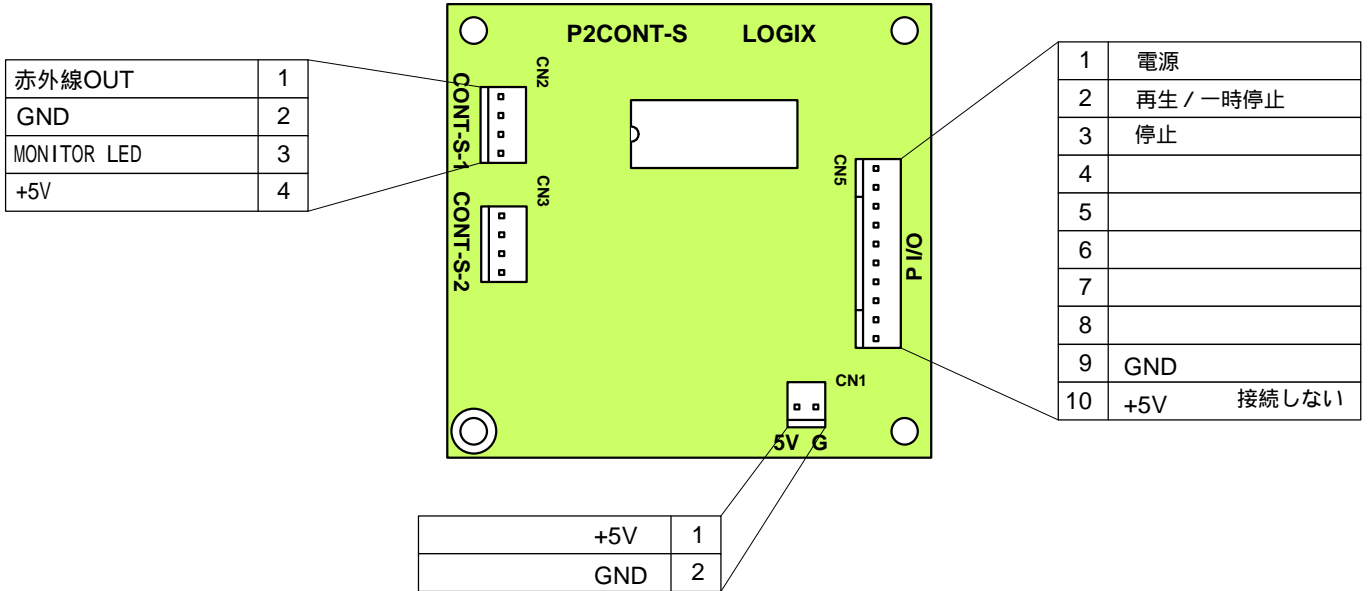 P2CONT-S LOGIX
赤外線OUT 1
GND 2
MONITOR LED 3
+5V 4
CN2
CONT-S-1
CN3
CONT-S-2
CN5
P I/O
1 電源
2 再生 / 一時停止
3 停止
4
5
6
7
8
9 GND
10 +5V 接続しない
CN1
5V G
+5V 1
GND 2